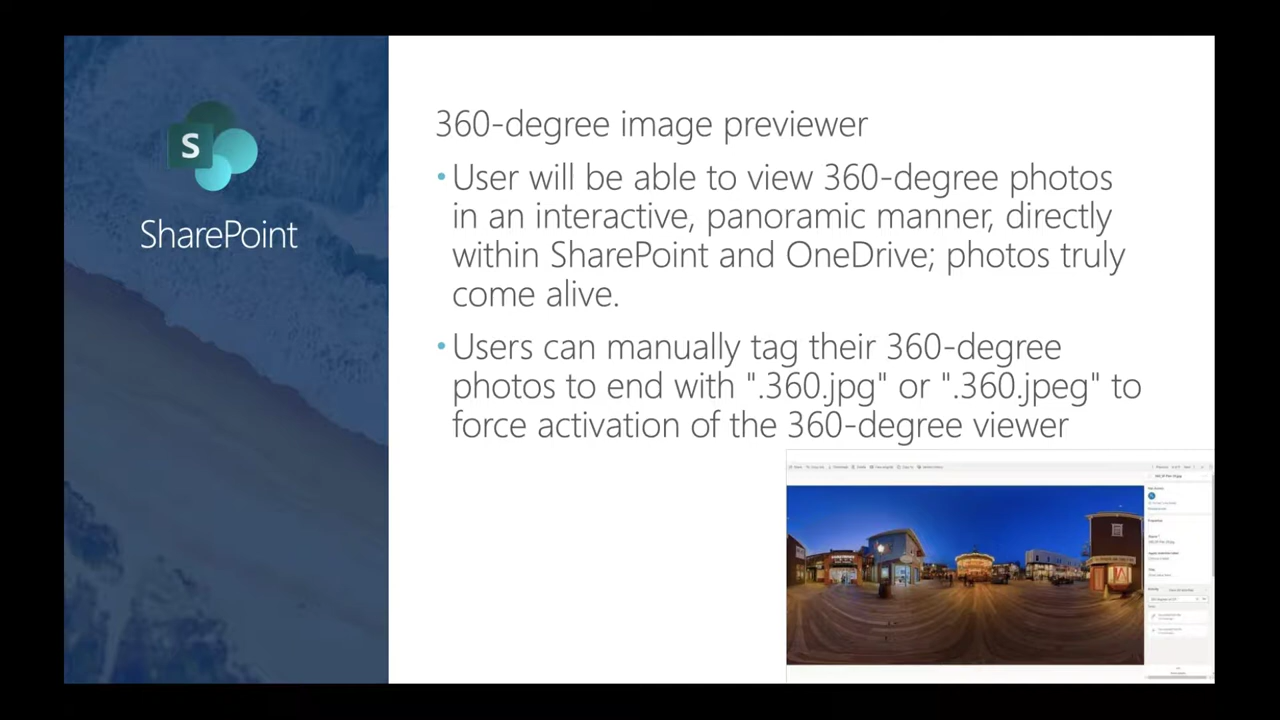 S
SharePoint
360-degree image previewer
•User will be able to view 360-degree photos
in an interactive, panoramic manner, directly
within SharePoint and OneDrive; photos truly
come alive.
•Users can manually tag their 360-degree
photos to end with ".360.jpg" or ".360.jpeg" to
force activation of the 360-degree viewer